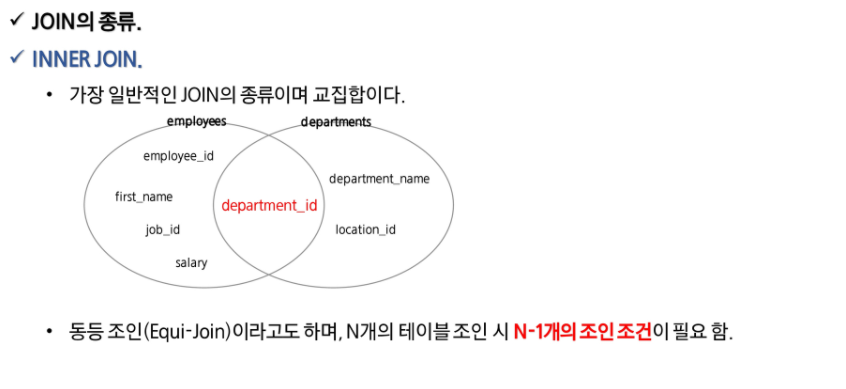 ✓ JOIN의 종류.
✓ INNER JOIN.
• 가장 일반적인 JOIN의 종류이며 교집합이다.
employees departments
employee_id
department_name
first_name
department_id
job_id location_id
salary
• 동등 조인(Equi-Join)이라고도 하며, N개의 테이블 조인 시 N-1개의 조인 조건이 필요 함.